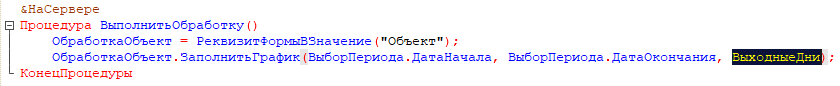 &НаСервере
Процедура ВыполнитьОбработку()
ОбработкаОбъект = РеквизитФормыВЗначение("Объект");
ОбработкаОбъект.ЗаполнитьГрафик(ВыборПериода.ДатаНачала, ВыборПериода.ДатаОкончания, ВыходныеДни);
КонецПроцедуры